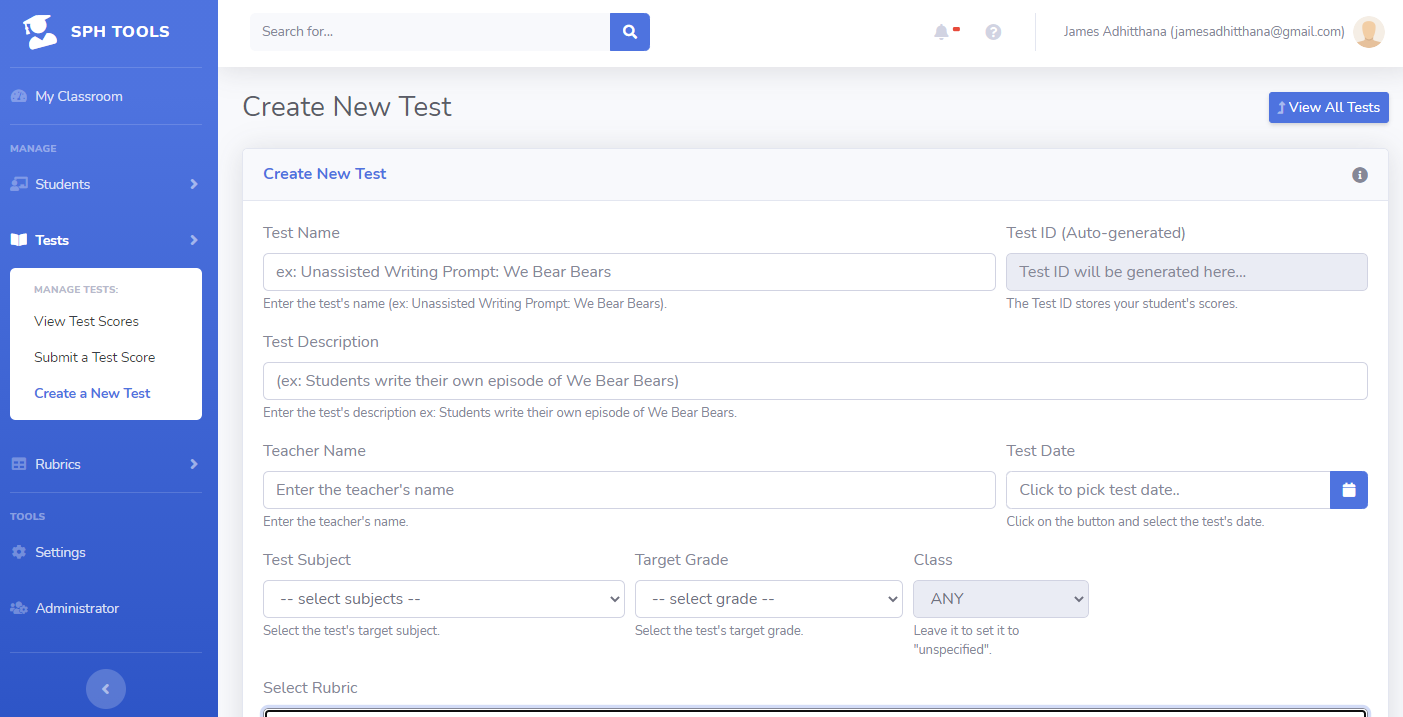 SPH TOOLS
Search for...
James Adhitthana (jamesadhitthana@gmail.com)
My Classroom
MANAGE
Students
Tests
MANAGE TESTS:
View Test Scores
Submit a Test Score
Create a New Test
Rubrics
TOOLS
Settings
Administrator
Create New Test
View All Tests
Create New Test
Test Name
Test ID (Auto-generated)
ex: Unassisted Writing Prompt: We Bear Bears
Test ID will be generated here...
Enter the test's name (ex: Unassisted Writing Prompt: We Bear Bears).
The Test ID stores your student's scores.
Test Description
(ex: Students write their own episode of We Bear Bears)
Enter the test's description ex: Students write their own episode of We Bear Bears.
Teacher Name
Test Date
Enter the teacher's name
Click to pick test date..
Enter the teacher's name.
Click on the button and select the test's date.
Test Subject
Target Grade
Class
-- select subjects --
-- select grade --
ANY
Select the test's target subject.
Select the test's target grade.
Leave it to set it to
"unspecified".
Select Rubric